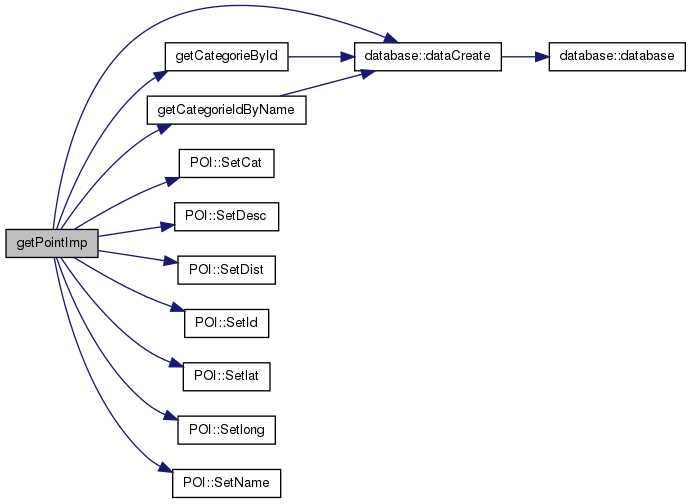 getCategorieById
database::dataCreate
database::database
getCategorieIdByName
POI::SetCat
POI::SetDesc
getPointImp
POI::SetDist
POI::SetId
POI::Setlat
POI::Setlong
POI::SetName